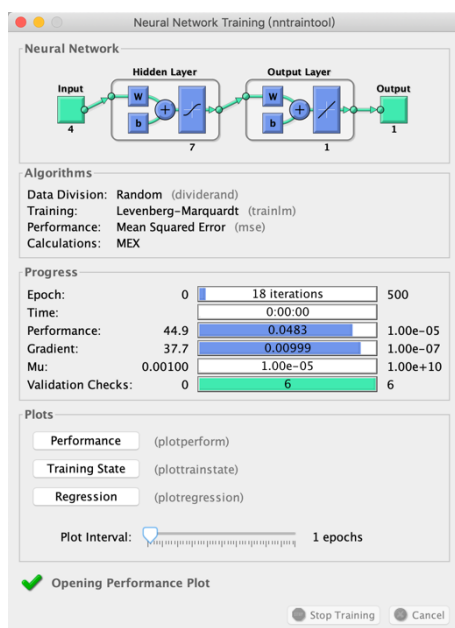 Neural Network Training (nntraintool)
Neural Network
Hidden Layer Output Layer
Input Output
W W
b b
4 1
7 1
Algorithms
Data Division: Random (dividerand)
Training: Levenberg-Marquardt (trainlm)
Performance: Mean Squared Error (mse)
Calculations: MEX
Progress
Epoch: 0 18 iterations 500
Time: 0:00:00
Performance: 44.9 0.0483 1.00e-05
Gradient: 37.7 0.00999 1.00e-07
Mu: 0.00100 1.00e-05 1.00e+10
Validation Checks: 0 6 6
Plots
Performance (plotperform)
Training State (plottrainstate)
Regression (plotregression)
Plot Interval: 1 epochs
Opening Performance Plot
Stop Training Cancel